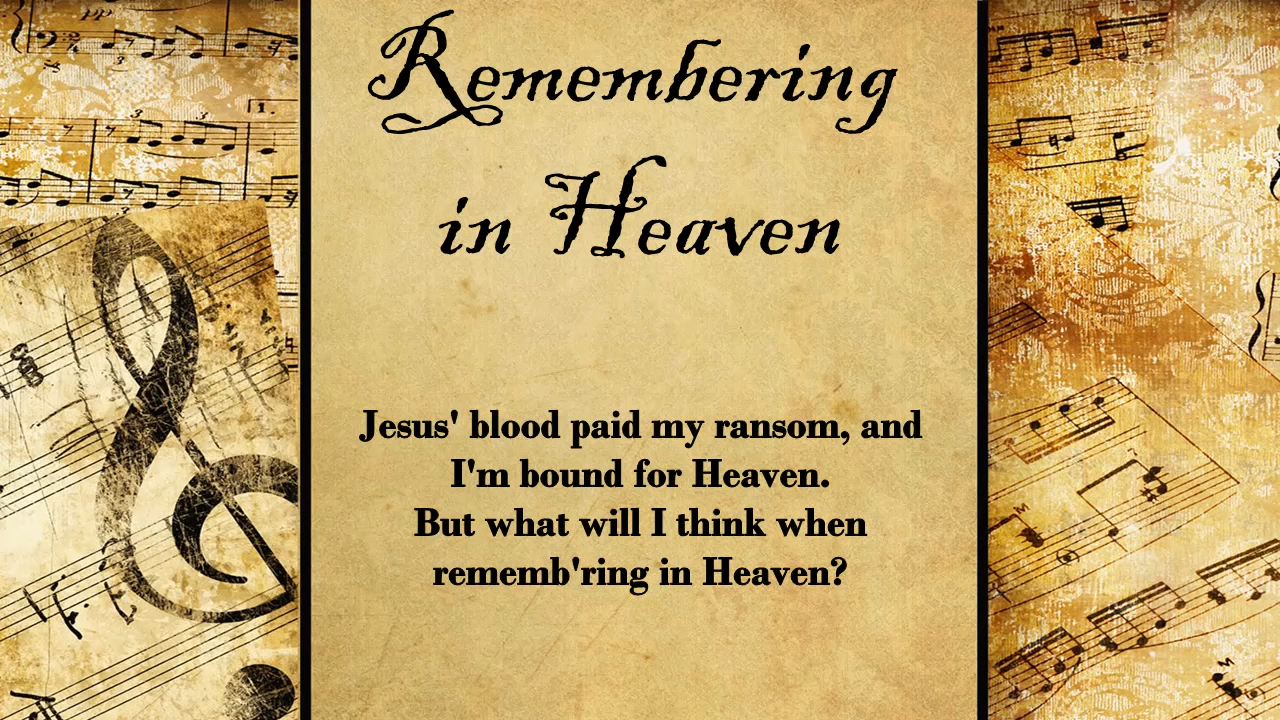 Remembering
in Heaven
Jesus' blood paid my ransom, and
I'm bound for Heaven.
But what will I think when
rememb'ring in Heaven?